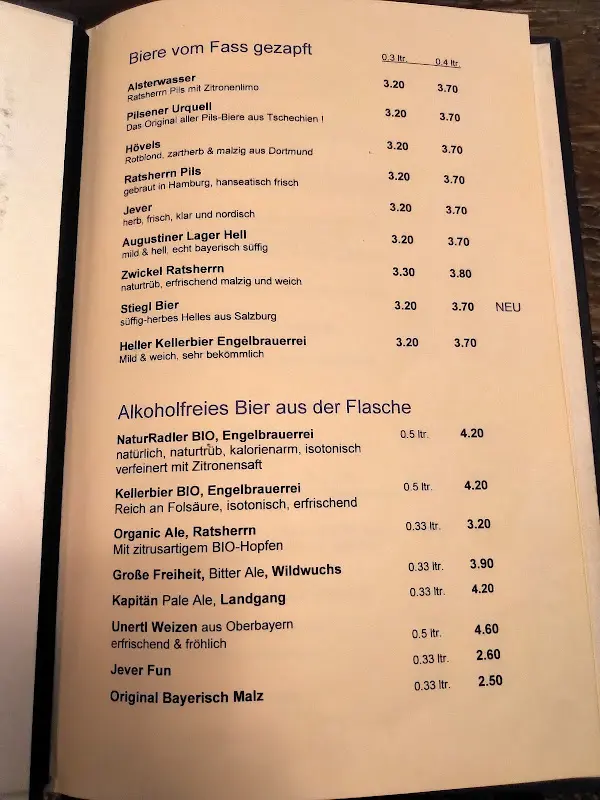 Biere vom Fass gezapft 0.3 ltr. 0.4 ltr.
Alsterwasser 3.20 3.70
Ratsherrn Pils mit Zitronenlimo
Pilsener Urquell 3.20 3.70
Das Original aller Pils-Biere aus Tschechien !
Hövels 3.20 3.70
Rotblond, zartherb & malzig aus Dortmund
Ratsherrn Pils 3.20 3.70
gebraut in Hamburg, hanseatisch frisch
Jever 3.20 3.70
herb, frisch, klar und nordisch
Augustiner Lager Hell 3.20 3.70
mild & hell, echt bayerisch süffig
Zwickel Ratsherrn 3.30 3.80
naturtrüb, erfrischend malzig und weich
Stiegl Bier 3.20 3.70 NEU
süffig-herbes Helles aus Salzburg
Heller Kellerbier Engelbrauerrei 3.20 3.70
Mild & weich, sehr bekömmlich
Alkoholfreies Bier aus der Flasche
NaturRadler BIO, Engelbrauerrei 0.5 ltr. 4.20
natürlich, naturtrüb, kalorienarm, isotonisch
verfeinert mit Zitronensaft
Kellerbier BIO, Engelbrauerrei 0.5 ltr. 4.20
Reich an Folsäure, isotonisch, erfrischend
Organic Ale, Ratsherrn 0.33 ltr. 3.20
Mit zitrusartigem BIO-Hopfen
Große Freiheit, Bitter Ale, Wildwuchs 0.33 ltr. 3.90
Kapitän Pale Ale, Landgang 0.33 ltr. 4.20
Unertl Weizen aus Oberbayern 0.5 ltr. 4.60
erfrischend & fröhlich
Jever Fun 0.33 ltr. 2.60
Original Bayerisch Malz 0.33 ltr. 2.50